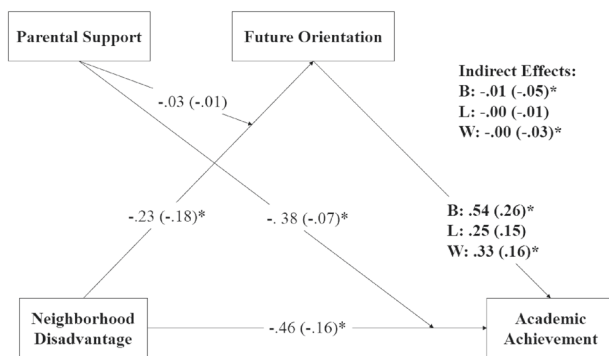 Parental Support
Future Orientation
Indirect Effects:
B: -.01 (-.05)*
L: -.00 (-.01)
W: -.00 (-.03)*
-.03 (-.01)
-.23 (-.18)*
-. 38 (-.07)*
B: .54 (.26)*
L: .25 (.15)
W: .33 (.16)*
Neighborhood
Disadvantage
-.46 (-.16)*
Academic
Achievement